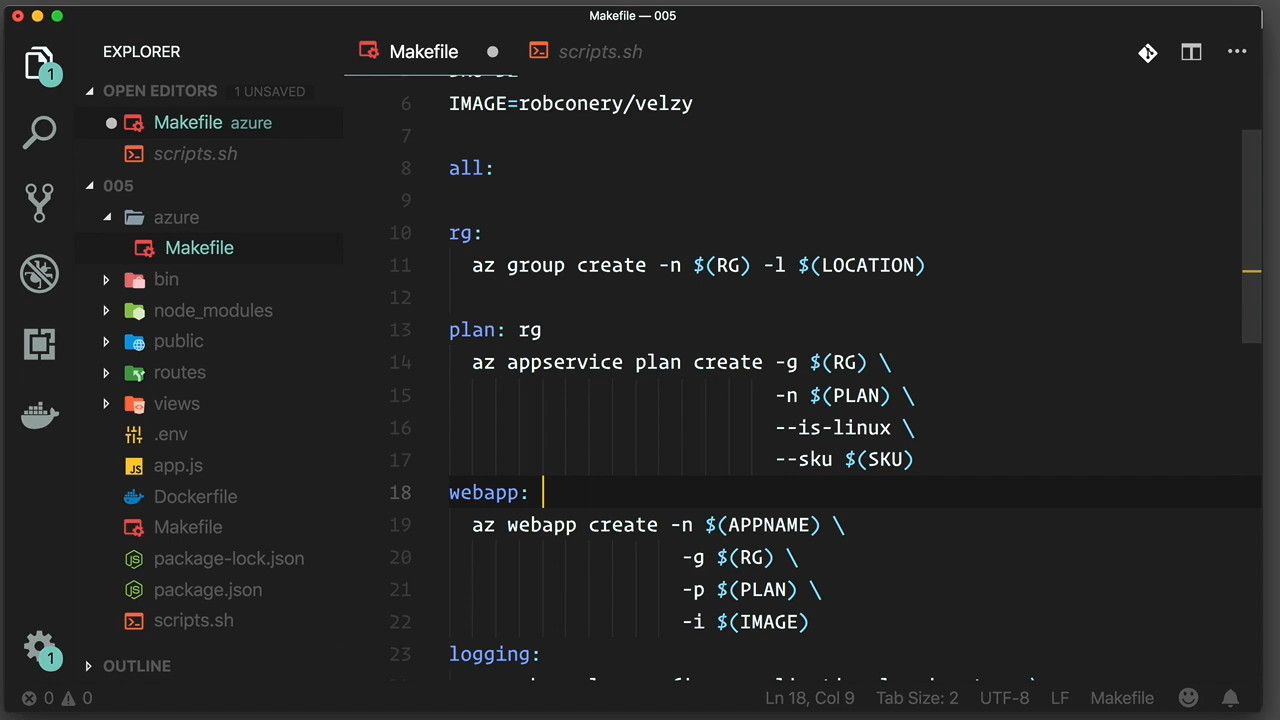 Makefile — 005
EXPLORER
OPEN EDITORS 1 UNSAVED
Makefile azure
scripts.sh
005
azure
Makefile
bin
node_modules
public
routes
views
.env
app.js
Dockerfile
Makefile
package-lock.json
package.json
scripts.sh
OUTLINE
1
1
Makefile
scripts.sh
6 IMAGE=robconery/velzy
7
8 all:
9
10 rg:
11 az group create -n $(RG) -l $(LOCATION)
12
13 plan: rg
14 az appservice plan create -g $(RG) \
15 -n $(PLAN) \
16 --is-linux \
17 --sku $(SKU)
18 webapp:
19 az webapp create -n $(APPNAME) \
20 -g $(RG) \
21 -p $(PLAN) \
22 -i $(IMAGE)
23 logging:
0 0 Ln 18, Col 9 Tab Size: 2 UTF-8 LF Makefile